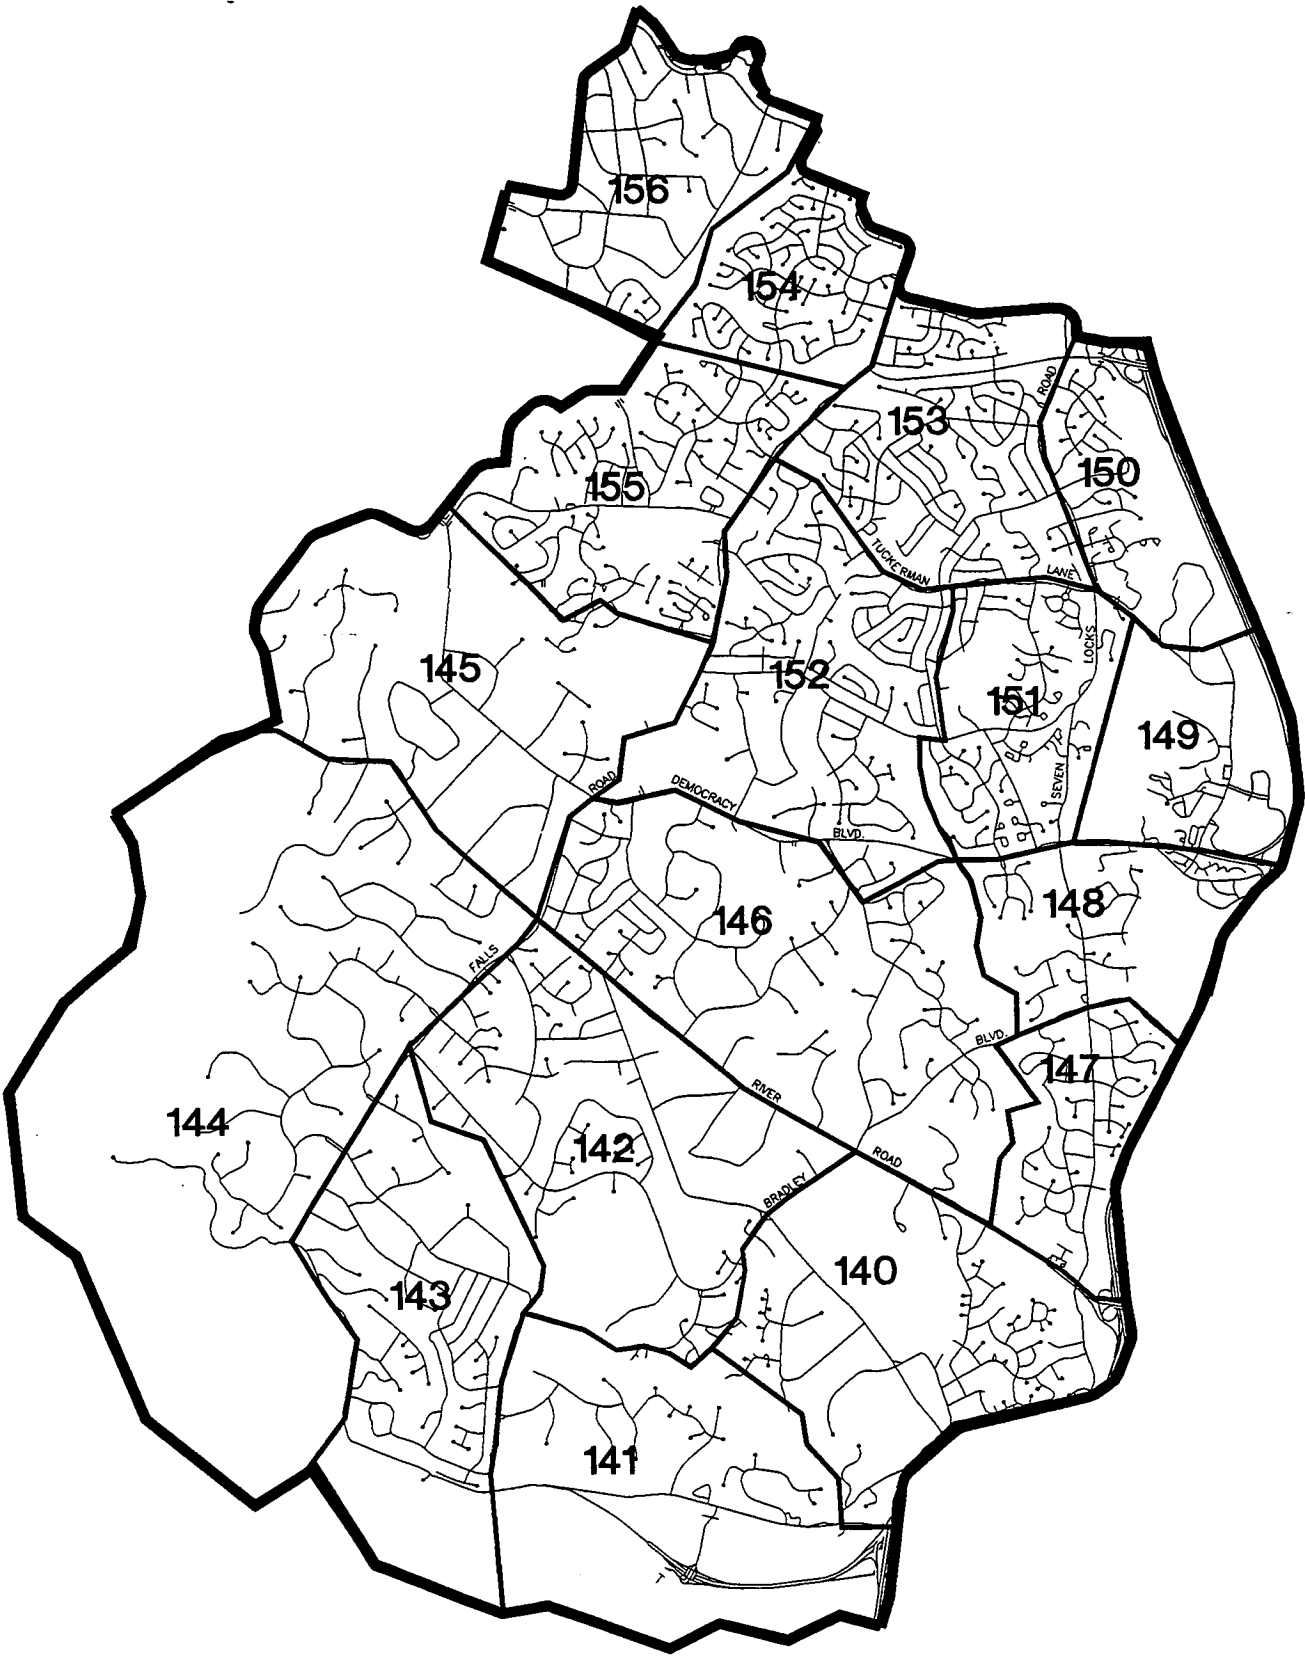 156
154
ROAD
153
150
155
TUCKERMAN
LANE
LOCKS
145
152
151
149
SEVEN
ROAD
DEMOCRACY
BLVD.
148
146
FALLS
BLVD.
147
RIVER
144
142
ROAD
BRADLEY
140
143
141